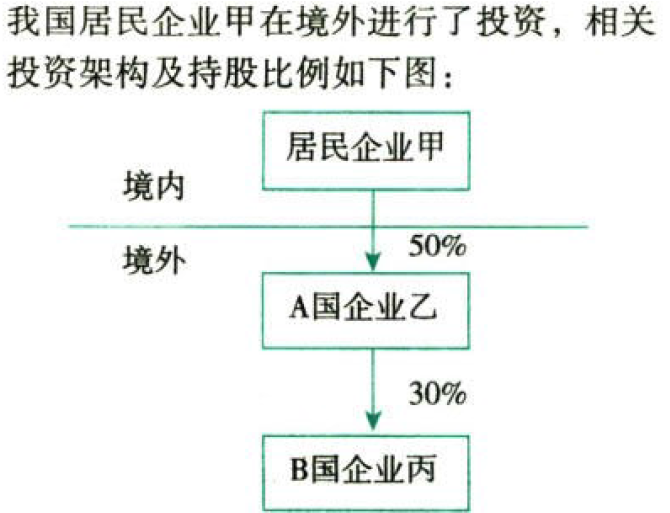 我国居民企业甲在境外进行了投资，相关
投资架构及持股比例如下图：
居民企业甲
境内
境外
50%
A国企业乙
30%
B国企业丙